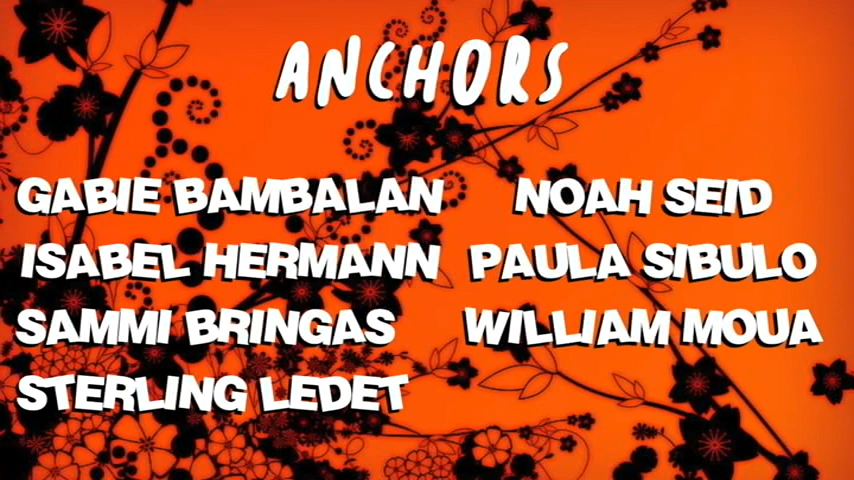 ANCHORS
GABIE BAMBALAN
ISABEL HERMANN
SAMMI BRINGAS
STERLING LEDET
NOAH SEID
PAULA SIBULO
WILLIAM MOUA